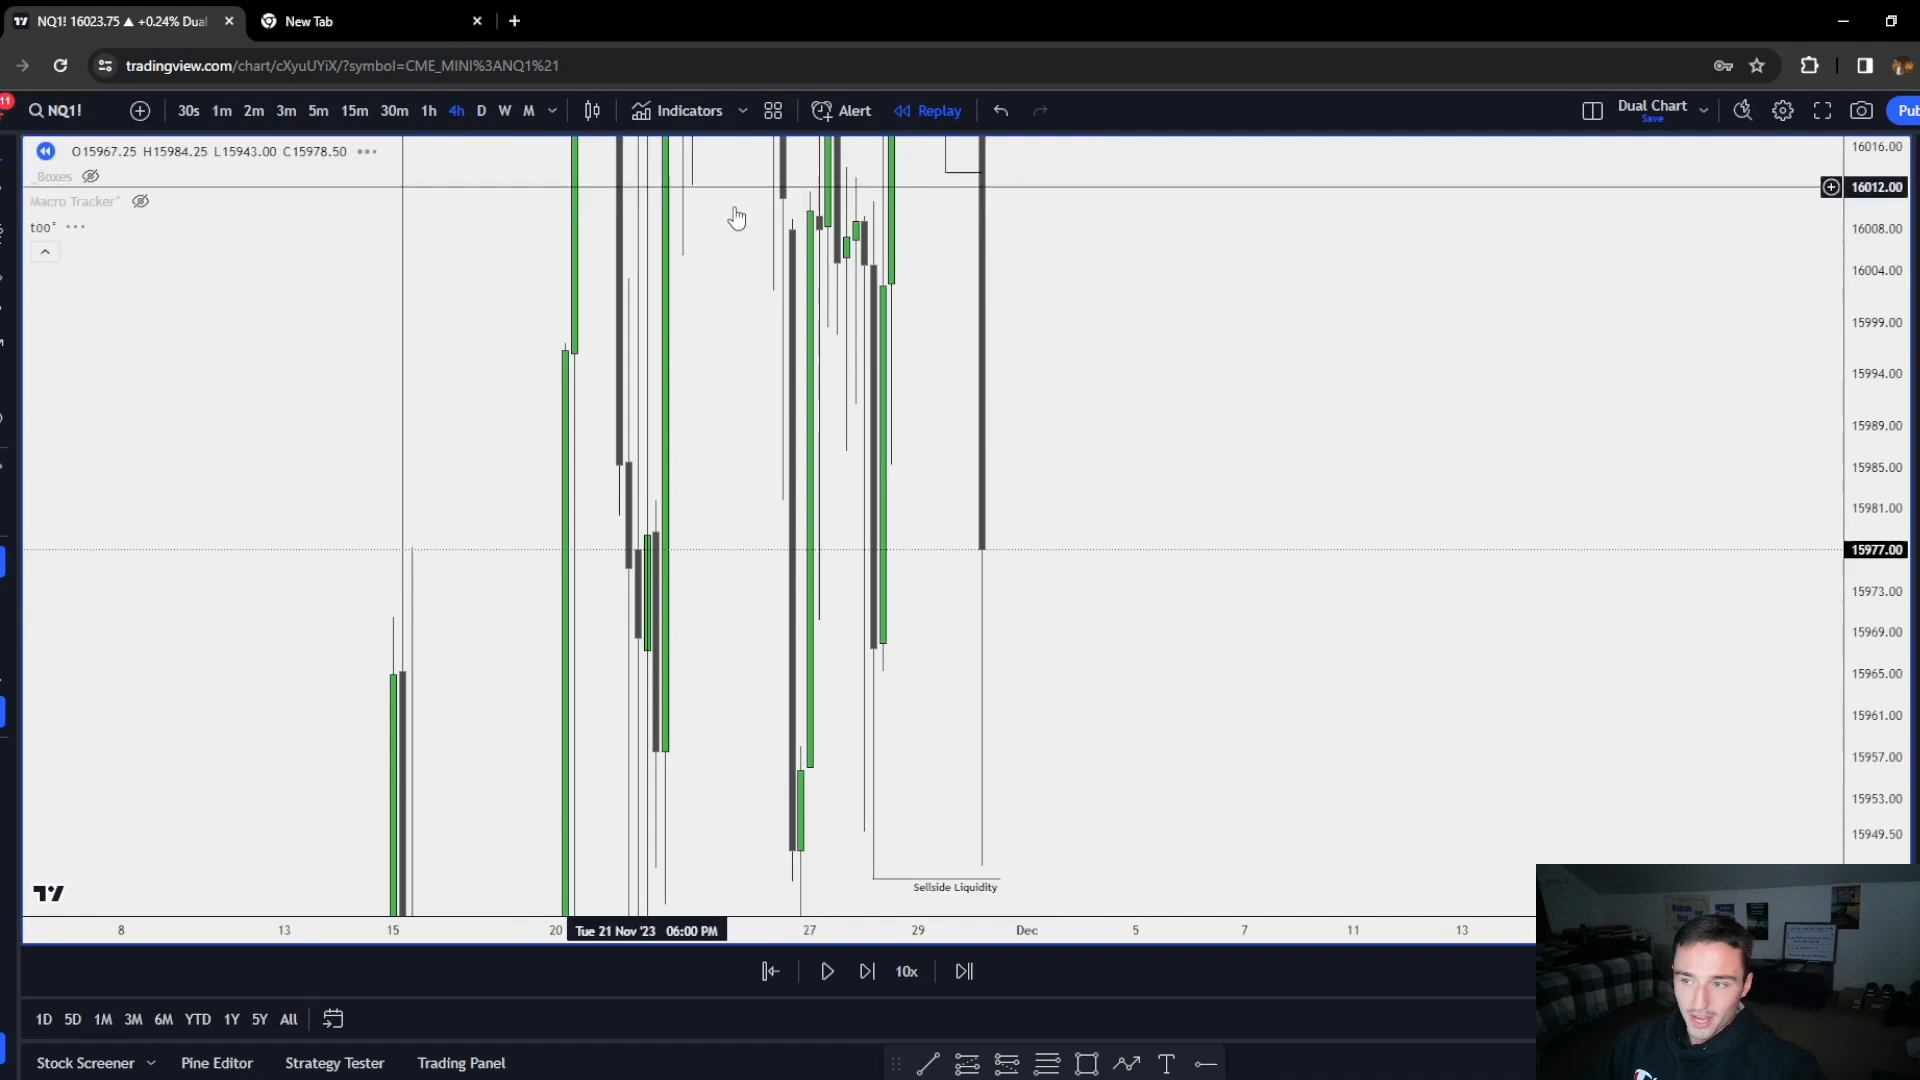 NQ1! 16023.75 ▲ +0.24% Dual
New Tab
tradingview.com/chart/cXyuUYiX/?symbol=CME_MINI%3ANQ1%21
11
NQ1!
30s 1m 2m 3m 5m 15m 30m 1h 4h D W M
Indicators
Alert
Replay
Dual Chart
Save
Pub
O15967.25 H15984.25 L15943.00 C15978.50
_Boxes
Macro Tracker°
too°
16016.00
16012.00
16008.00
16004.00
15999.00
15994.00
15989.00
15985.00
15981.00
15977.00
15973.00
15969.00
15965.00
15961.00
15957.00
15953.00
15949.50
Sellside Liquidity
8 13 15 20 Tue 21 Nov '23 06:00 PM 27 29 Dec 5 7 11 13
10x
1D 5D 1M 3M 6M YTD 1Y 5Y All
Stock Screener Pine Editor Strategy Tester Trading Panel